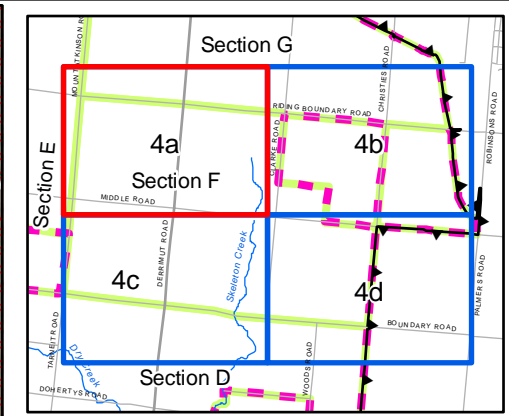 Section G
MOUNT ATKINSON R
CHRISTIES ROAD
ROBINSONS ROAD
RIDING BOUNDARY ROAD
4a
4b
CLARKE ROAD
Section E
Section F
MIDDLE ROAD
DERRIMUT ROAD
Skeleton Creek
4c
4d
PALMERS ROAD
BOUNDARY ROAD
TARNEIT ROAD
Dry Creek
WOODS ROAD
Section D
DOHERTYS ROAD